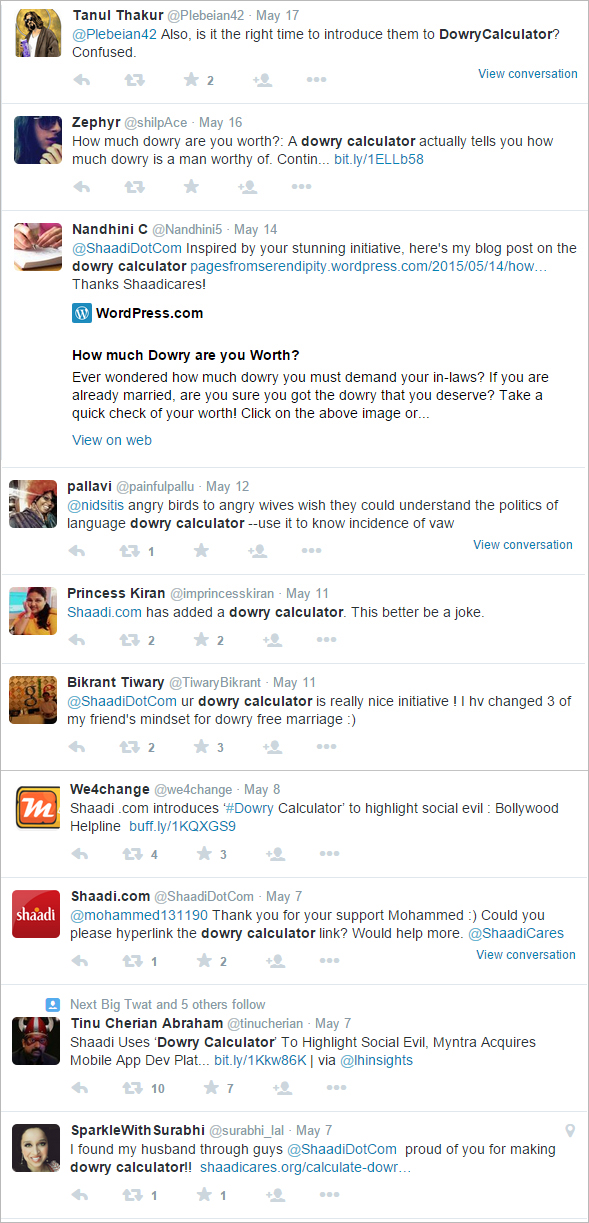 Tanul Thakur @Plebeian42 · May 17
@Plebeian42 Also, is it the right time to introduce them to DowryCalculator?
Confused.
2
View conversation
Zephyr @shilpAce · May 16
How much dowry are you worth?: A dowry calculator actually tells you how
much dowry is a man worthy of. Contin... bit.ly/1ELLb58
Nandhini C @Nandhini5 · May 14
@ShaadiDotCom Inspired by your stunning initiative, here's my blog post on the
dowry calculator pagesfromserendipity.wordpress.com/2015/05/14/how…
Thanks Shaadicares!
WordPress.com
How much Dowry are you Worth?
Ever wondered how much dowry you must demand your in-laws? If you are
already married, are you sure you got the dowry that you deserve? Take a
quick check of your worth! Click on the above image or...
View on web
pallavi @painfulpallu · May 12
@nidsitis angry birds to angry wives wish they could understand the politics of
language dowry calculator --use it to know incidence of vaw
1
View conversation
Princess Kiran @imprincesskiran · May 11
Shaadi.com has added a dowry calculator. This better be a joke.
2 2
Bikrant Tiwary @TiwaryBikrant · May 11
@ShaadiDotCom ur dowry calculator is really nice initiative ! I hv changed 3 of
my friend's mindset for dowry free marriage :)
2 3
We4change @we4change · May 8
Shaadi .com introduces '#Dowry Calculator' to highlight social evil : Bollywood
Helpline buff.ly/1KQXGS9
4 3
shaadi
Shaadi.com @ShaadiDotCom · May 7
@mohammed131190 Thank you for your support Mohammed :) Could you
please hyperlink the dowry calculator link? Would help more. @ShaadiCares
1 2
View conversation
Next Big Twat and 5 others follow
Tinu Cherian Abraham @tinucherian · May 7
Shaadi Uses 'Dowry Calculator' To Highlight Social Evil, Myntra Acquires
Mobile App Dev Plat... bit.ly/1Kkw86K | via @lhinsights
10 7
SparkleWithSurabhi @surabhi_lal · May 7
I found my husband through guys @ShaadiDotCom proud of you for making
dowry calculator!! shaadicares.org/calculate-dowr…
1 1